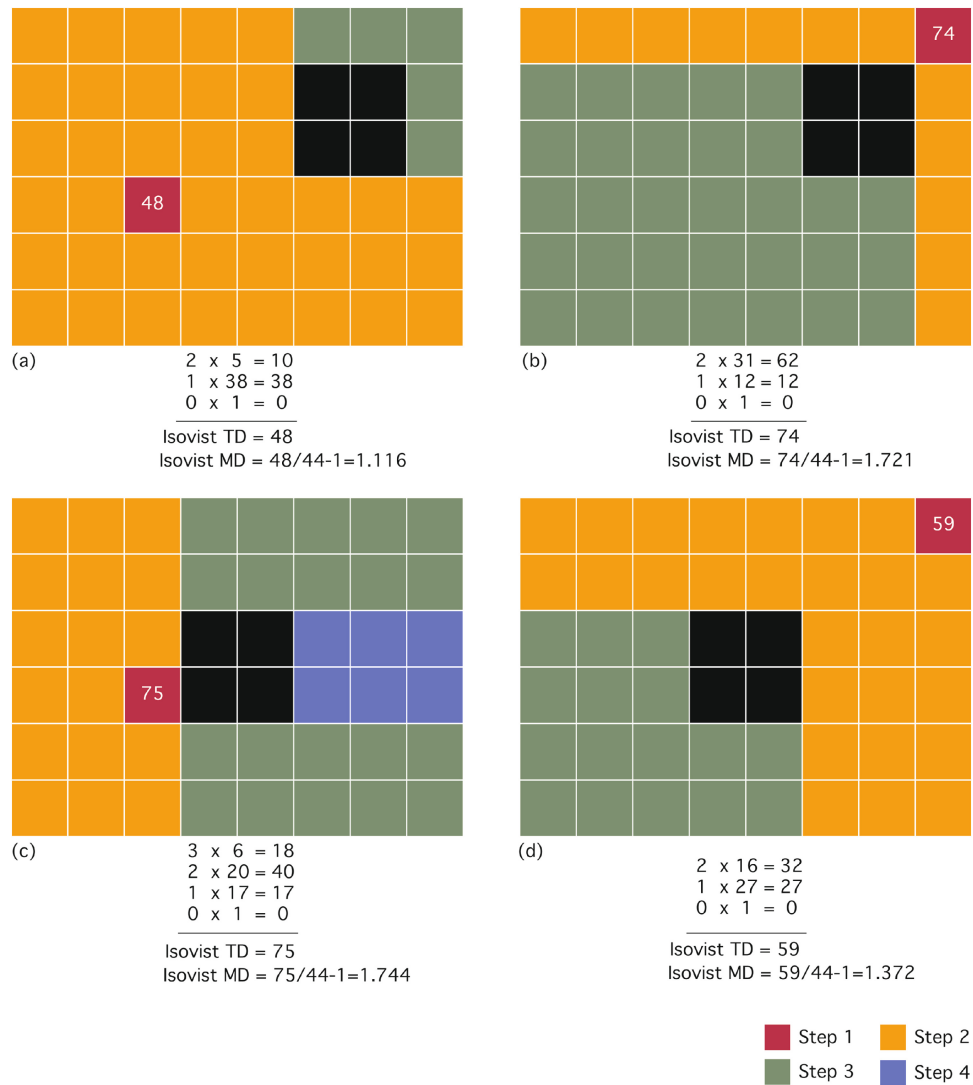 74
48
(a)
2 x 5 = 10
1 x 38 = 38
0 x 1 = 0
Isovist TD = 48
Isovist MD = 48/44-1=1.116
(b)
2 x 31 = 62
1 x 12 = 12
0 x 1 = 0
Isovist TD = 74
Isovist MD = 74/44-1=1.721
59
75
(c)
3 x 6 = 18
2 x 20 = 40
1 x 17 = 17
0 x 1 = 0
Isovist TD = 75
Isovist MD = 75/44-1=1.744
(d)
2 x 16 = 32
1 x 27 = 27
0 x 1 = 0
Isovist TD = 59
Isovist MD = 59/44-1=1.372
Step 1
Step 2
Step 3
Step 4